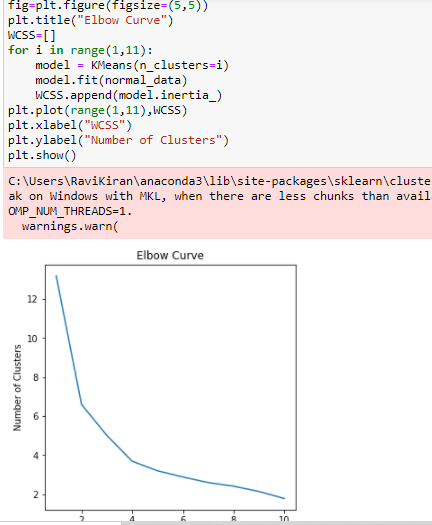 fig=plt.figure(figsize=(5,5))
plt.title("Elbow Curve")
WCSS=[]
for i in range(1,11):
    model = KMeans(n_clusters=i)
    model.fit(normal_data)
    WCSS.append(model.inertia_)
plt.plot(range(1,11),WCSS)
plt.xlabel("WCSS")
plt.ylabel("Number of Clusters")
plt.show()
C:\Users\RaviKiran\anaconda3\lib\site-packages\sklearn\cluste
ak on Windows with MKL, when there are less chunks than avail
OMP_NUM_THREADS=1.
  warnings.warn(
Elbow Curve
12
10
8
6
4
2
Number of Clusters
2 4 6 8 10